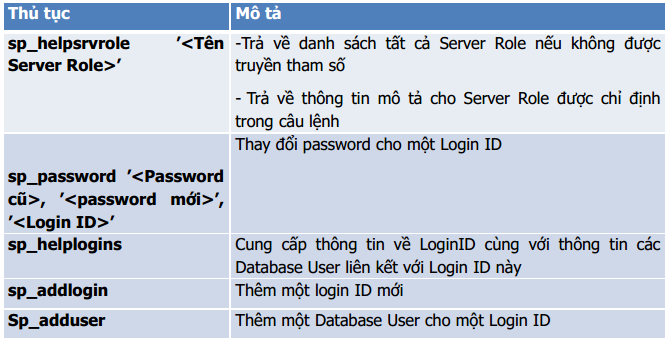 Thủ tục
Mô tả
sp_helpsrvrole ’<Tên
Server Role>’
-Trả về danh sách tất cả Server Role nếu không được
truyền tham số
- Trả về thông tin mô tả cho Server Role được chỉ định
trong câu lệnh
sp_password ’<Password
cũ>, ’<password mới>’,
’<Login ID>’
Thay đổi password cho một Login ID
sp_helplogins
Cung cấp thông tin về LoginID cùng với thông tin các
Database User liên kết với Login ID này
sp_addlogin
Thêm một login ID mới
Sp_adduser
Thêm một Database User cho một Login ID